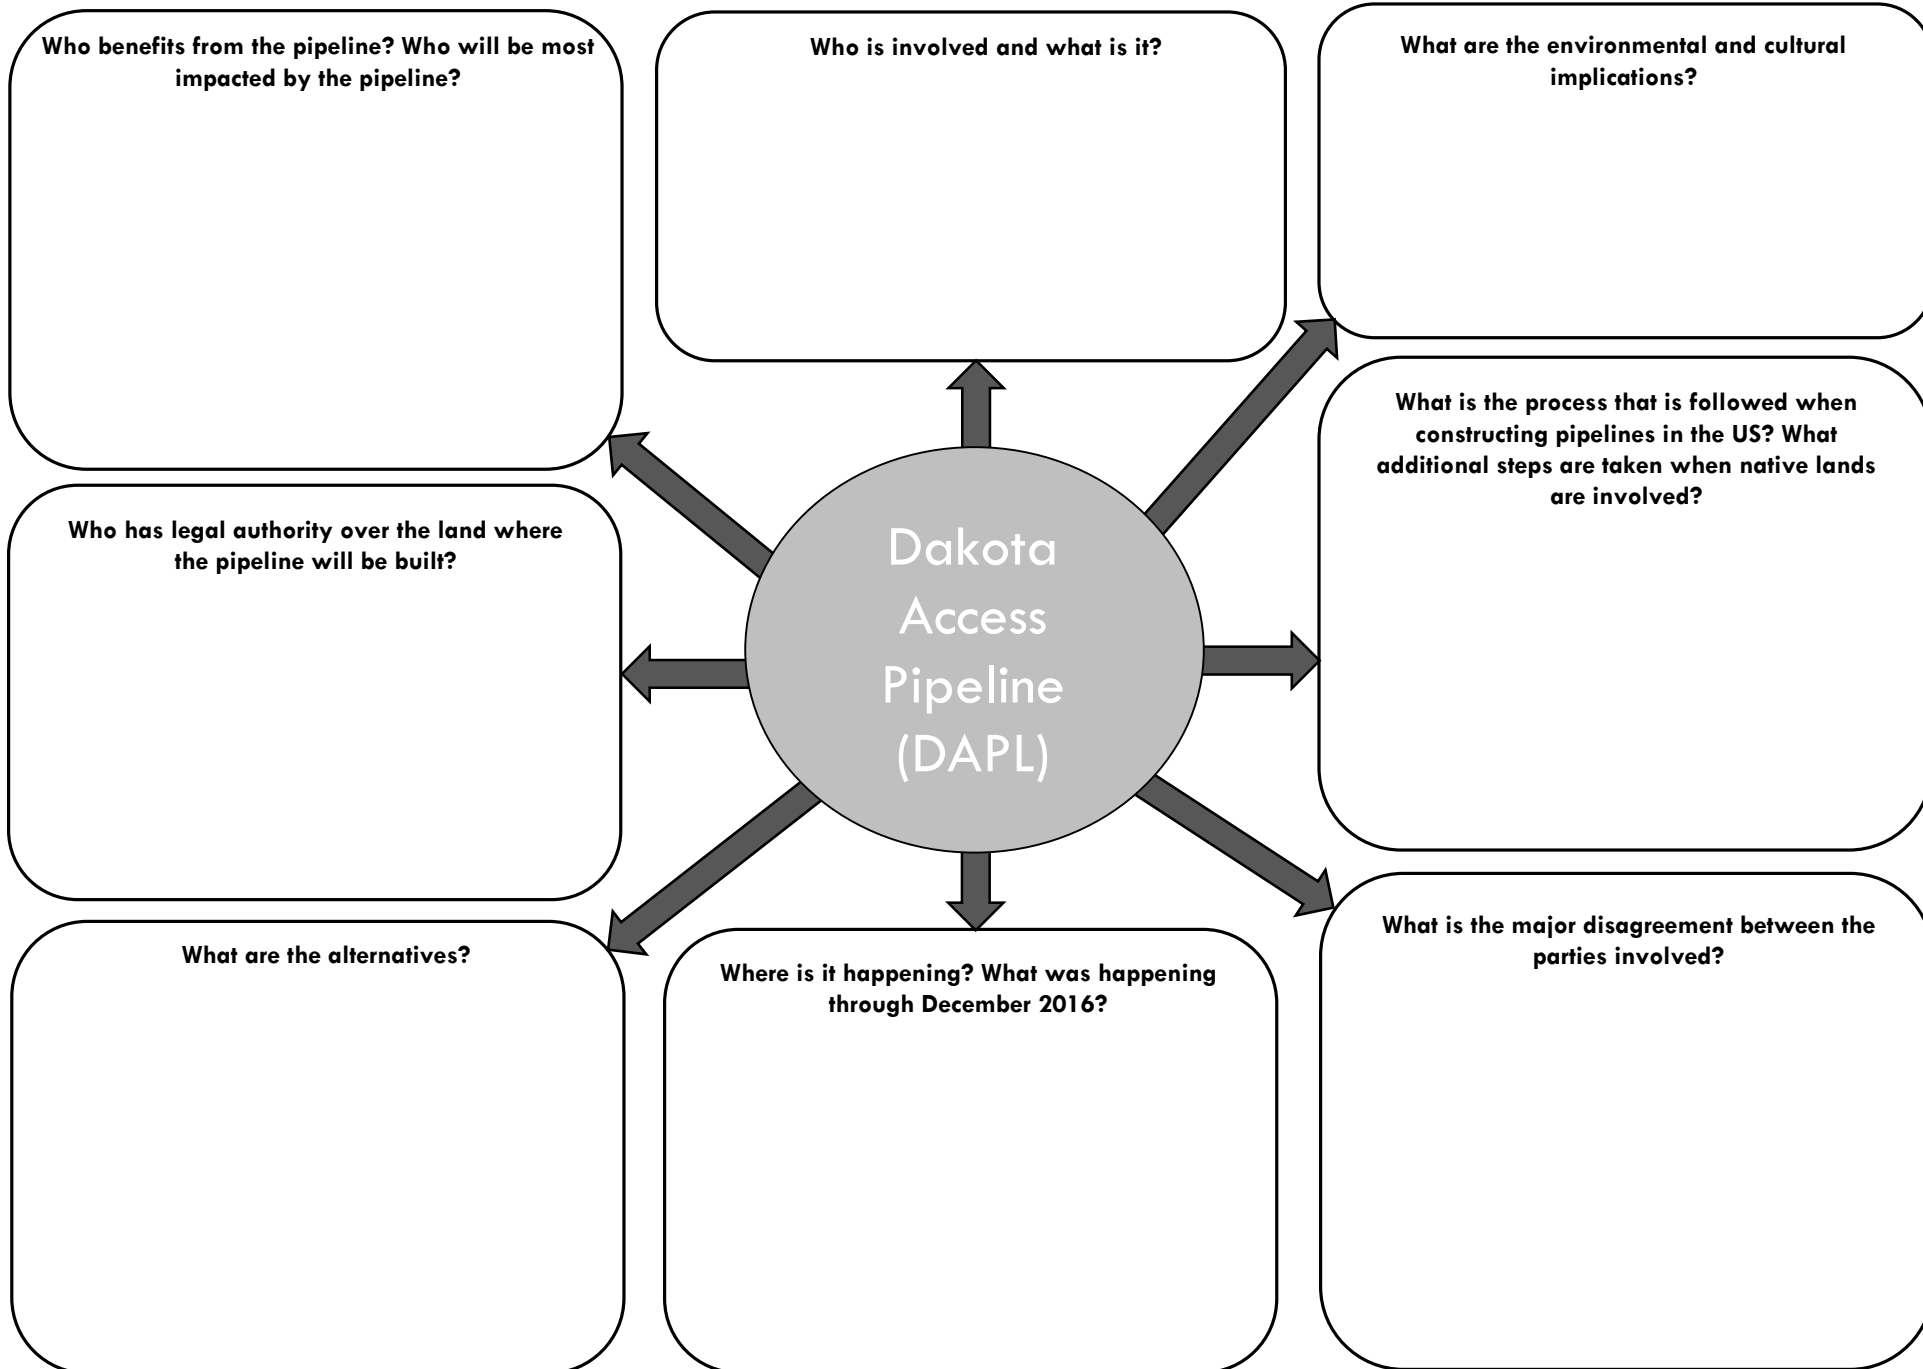 Who benefits from the pipeline? Who will be most
impacted by the pipeline?
Who is involved and what is it?
What are the environmental and cultural
implications?
Who has legal authority over the land where
the pipeline will be built?
Dakota
Access
Pipeline
(DAPL)
What is the process that is followed when
constructing pipelines in the US? What
additional steps are taken when native lands
are involved?
What are the alternatives?
Where is it happening? What was happening
through December 2016?
What is the major disagreement between the
parties involved?